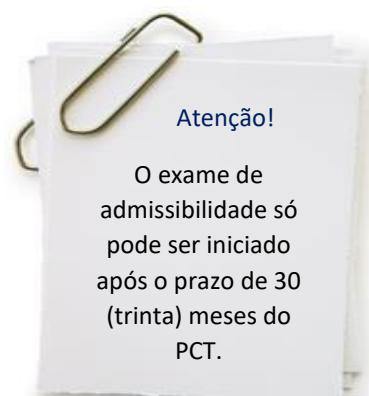 Atenção!
O exame de
admissibilidade só
pode ser iniciado
após o prazo de 30
(trinta) meses do
PCT.